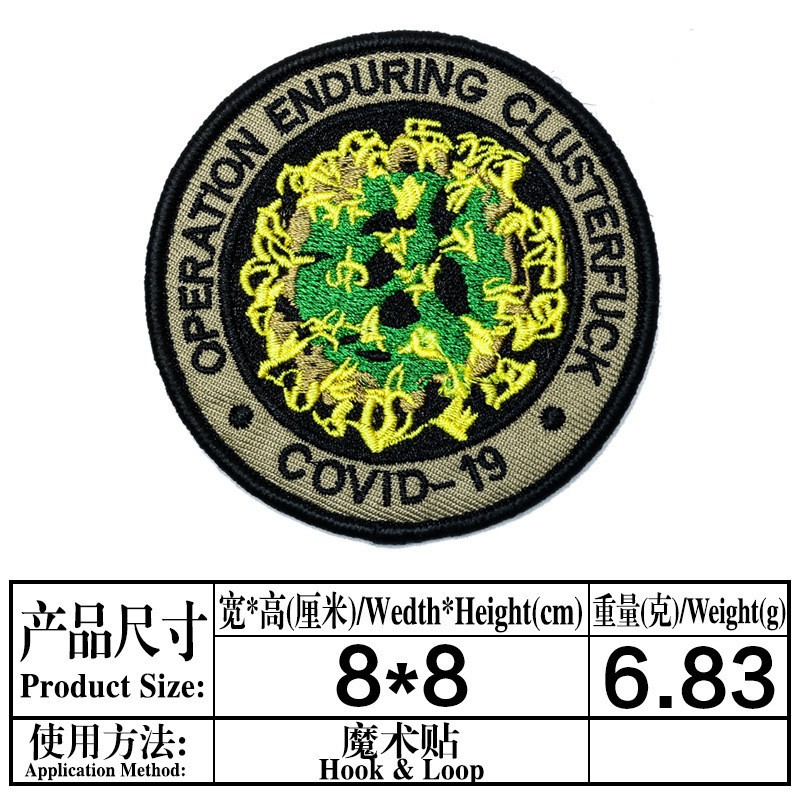 OPERATION ENDURING CLUSTERFUCK
COVID-19
产品尺寸
Product Size:
宽*高(厘米)/Wedth*Height(cm)
8*8
重量(克)/Weight(g)
6.83
使用方法:
Application Method:
魔术贴
Hook & Loop